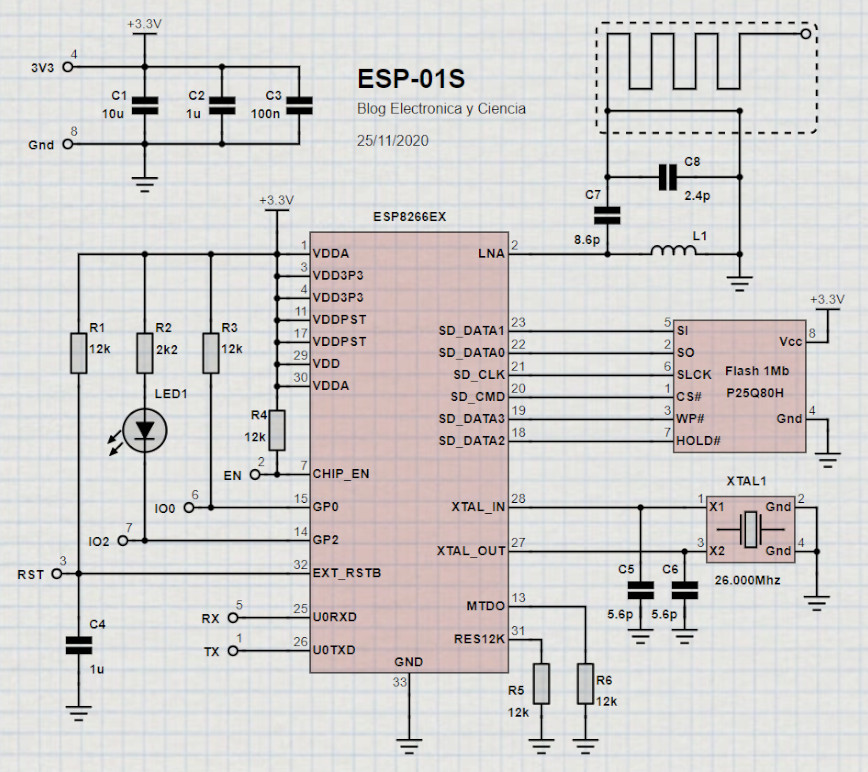 +3.3V
4
3V3
C1
10u
C2
1u
C3
100n
8
Gnd
ESP-01S
Blog Electronica y Ciencia
25/11/2020
C8
2.4p
C7
8.6p
L1
+3.3V
ESP8266EX
1 VDDA
3 VDD3P3
4 VDD3P3
11 VDDPST
17 VDDPST
29 VDD
30 VDDA
7 CHIP_EN
15 GP0
14 GP2
32 EXT_RSTB
25 U0RXD
26 U0TXD
GND
33
LNA 2
SD_DATA1 23
SD_DATA0 22
SD_CLK 21
SD_CMD 20
SD_DATA3 19
SD_DATA2 18
XTAL_IN 28
XTAL_OUT 27
MTDO 13
RES12K 31
R1
12k
R2
2k2
R3
12k
LED1
R4
12k
EN 2
IO0 6
IO2 7
RST 3
RX 5
TX 1
C4
1u
+3.3V
5 SI
2 SO
6 SLCK
1 CS#
3 WP#
7 HOLD#
Vcc 8
Flash 1Mb
P25Q80H
Gnd 4
XTAL1
1 X1
Gnd 2
3 X2
Gnd 4
26.000Mhz
C5
5.6p
C6
5.6p
R5
12k
R6
12k